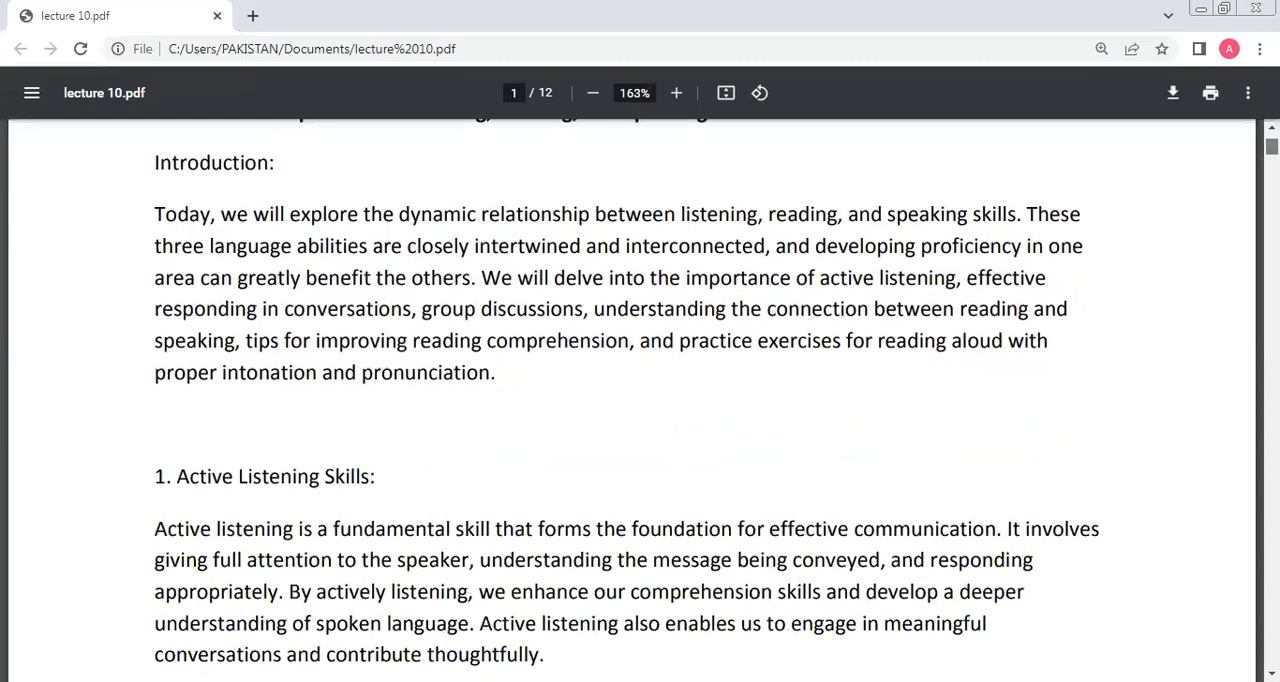 lecture 10.pdf
File
C:/Users/PAKISTAN/Documents/lecture%2010.pdf
A
lecture 10.pdf
1 / 12
163%
Introduction:
Today, we will explore the dynamic relationship between listening, reading, and speaking skills. These
three language abilities are closely intertwined and interconnected, and developing proficiency in one
area can greatly benefit the others. We will delve into the importance of active listening, effective
responding in conversations, group discussions, understanding the connection between reading and
speaking, tips for improving reading comprehension, and practice exercises for reading aloud with
proper intonation and pronunciation.
1. Active Listening Skills:
Active listening is a fundamental skill that forms the foundation for effective communication. It involves
giving full attention to the speaker, understanding the message being conveyed, and responding
appropriately. By actively listening, we enhance our comprehension skills and develop a deeper
understanding of spoken language. Active listening also enables us to engage in meaningful
conversations and contribute thoughtfully.